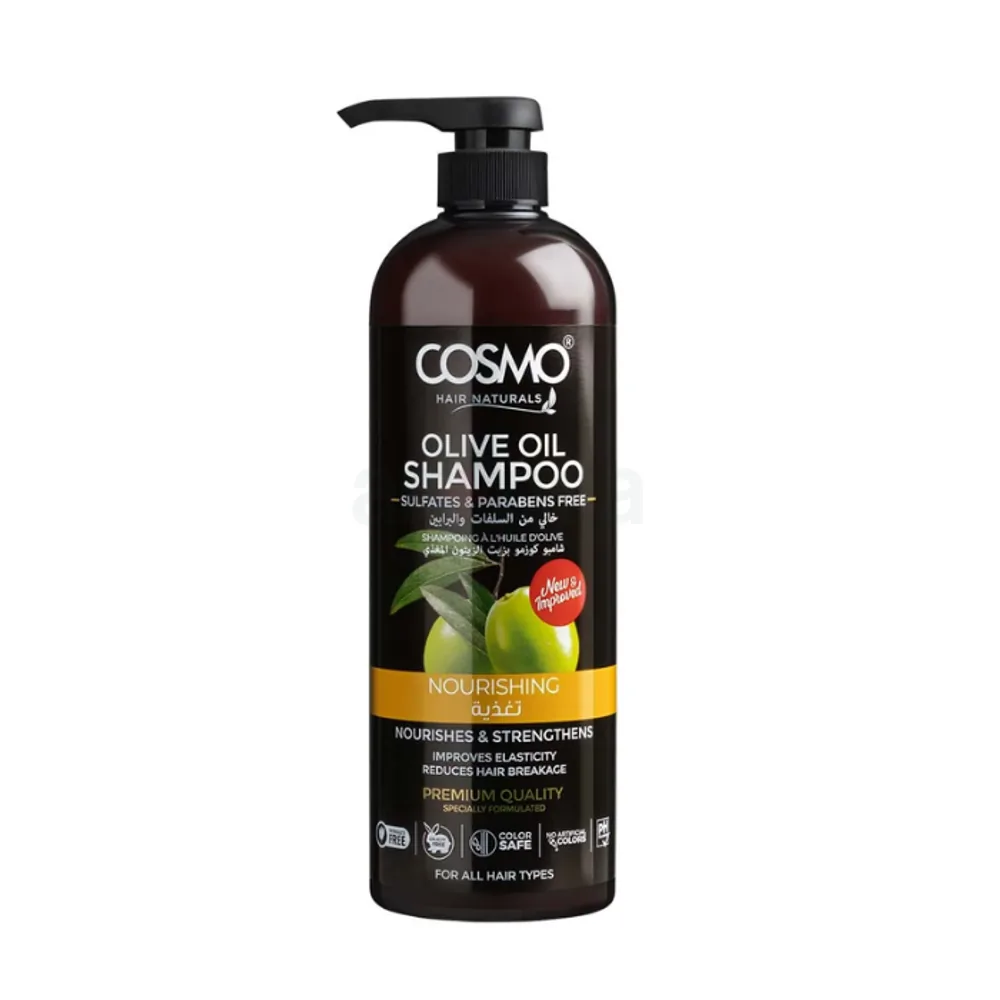 COSMO®
HAIR NATURALS
OLIVE OIL
SHAMPOO
SULFATES & PARABENS FREE
خالي من السلفات والبرابين
SHAMPOING À L'HUILE D'OLIVE
شامبو كوزمو بزيت الزيتون المغذي
New &
Improved
NOURISHING
تغذية
NOURISHES & STRENGTHENS
IMPROVES ELASTICITY
REDUCES HAIR BREAKAGE
PREMIUM QUALITY
SPECIALLY FORMULATED
FREE
COLOR
SAFE
NO ARTIFICIAL
COLORS
PH
FOR ALL HAIR TYPES